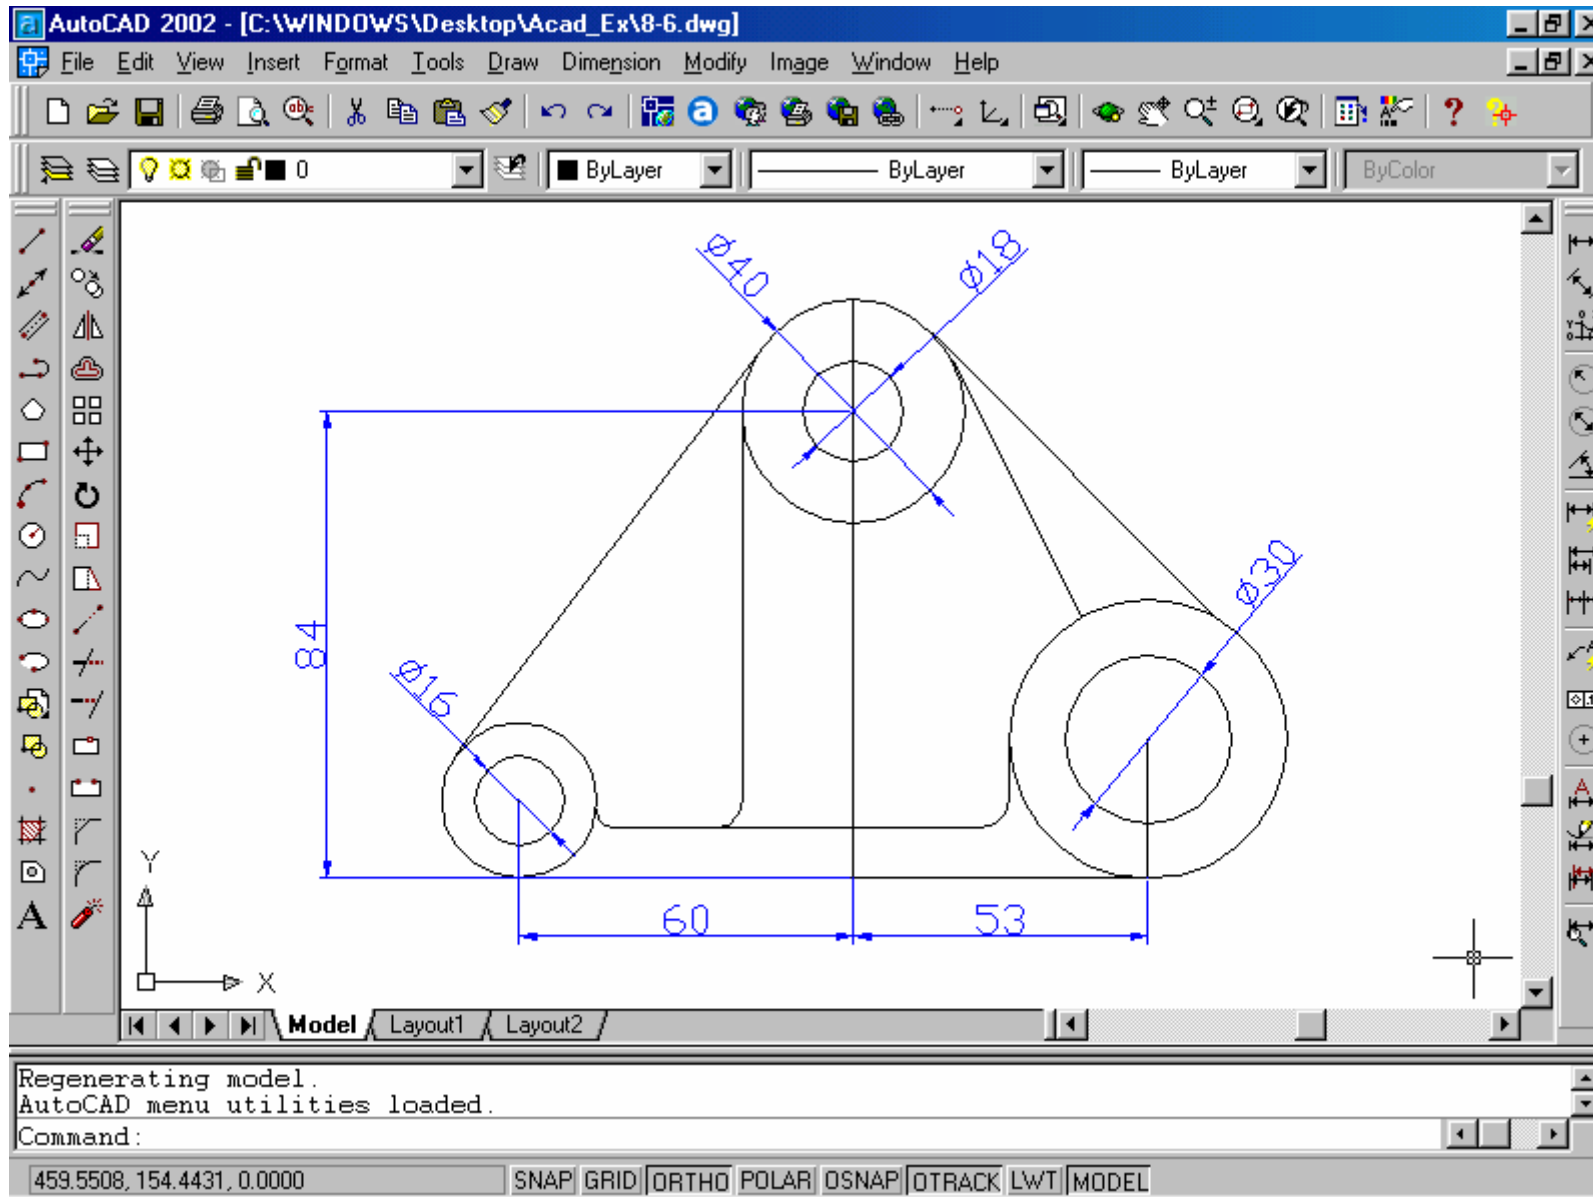 AutoCAD 2002 - [C:\WINDOWS\Desktop\Acad_Ex\8-6.dwg]
File Edit View Insert Format Tools Draw Dimension Modify Image Window Help
0 ByLayer ByLayer ByLayer ByColor
Ø40
Ø18
Ø30
84
Ø16
60
53
Y
X
A
Model Layout1 Layout2
Regenerating model.
AutoCAD menu utilities loaded.
Command:
459.5508, 154.4431, 0.0000 SNAP GRID ORTHO POLAR OSNAP OTRACK LWT MODEL